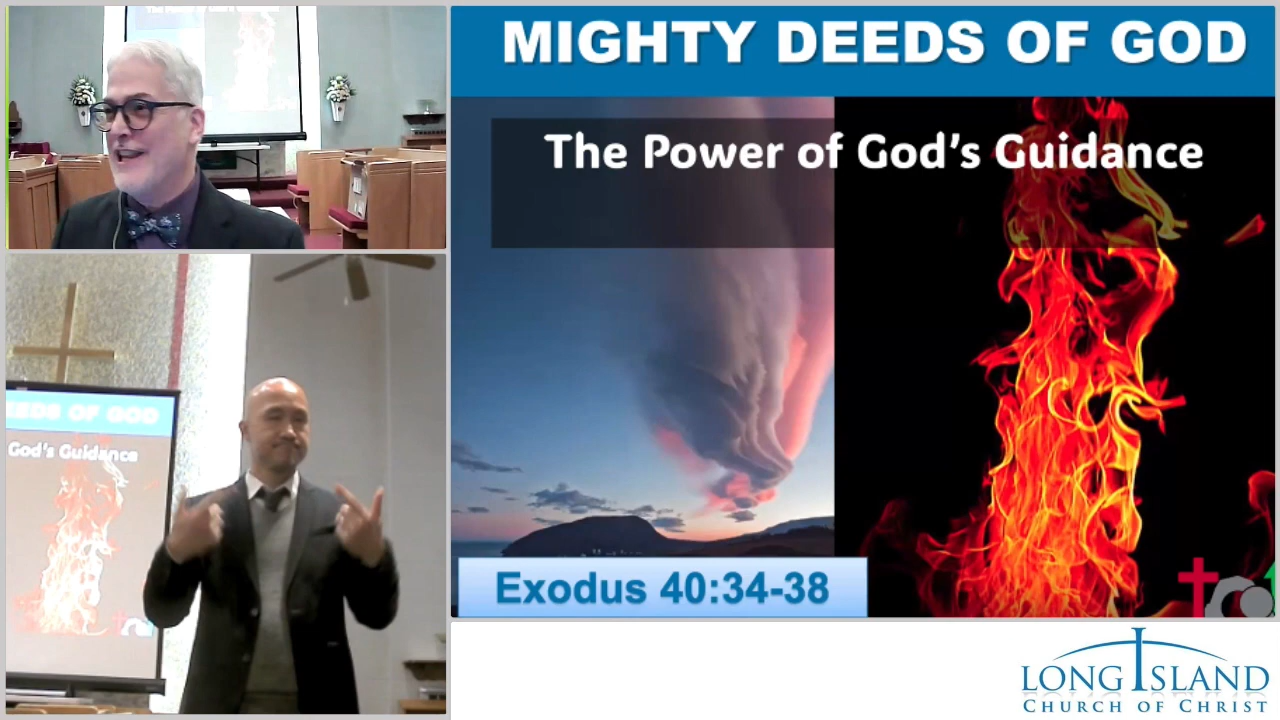 MIGHTY DEEDS OF GOD
The Power of God's Guidance
Exodus 40:34-38
EEDS OF GOD
God's Guidance
LONG ISLAND
CHURCH OF CHRIST